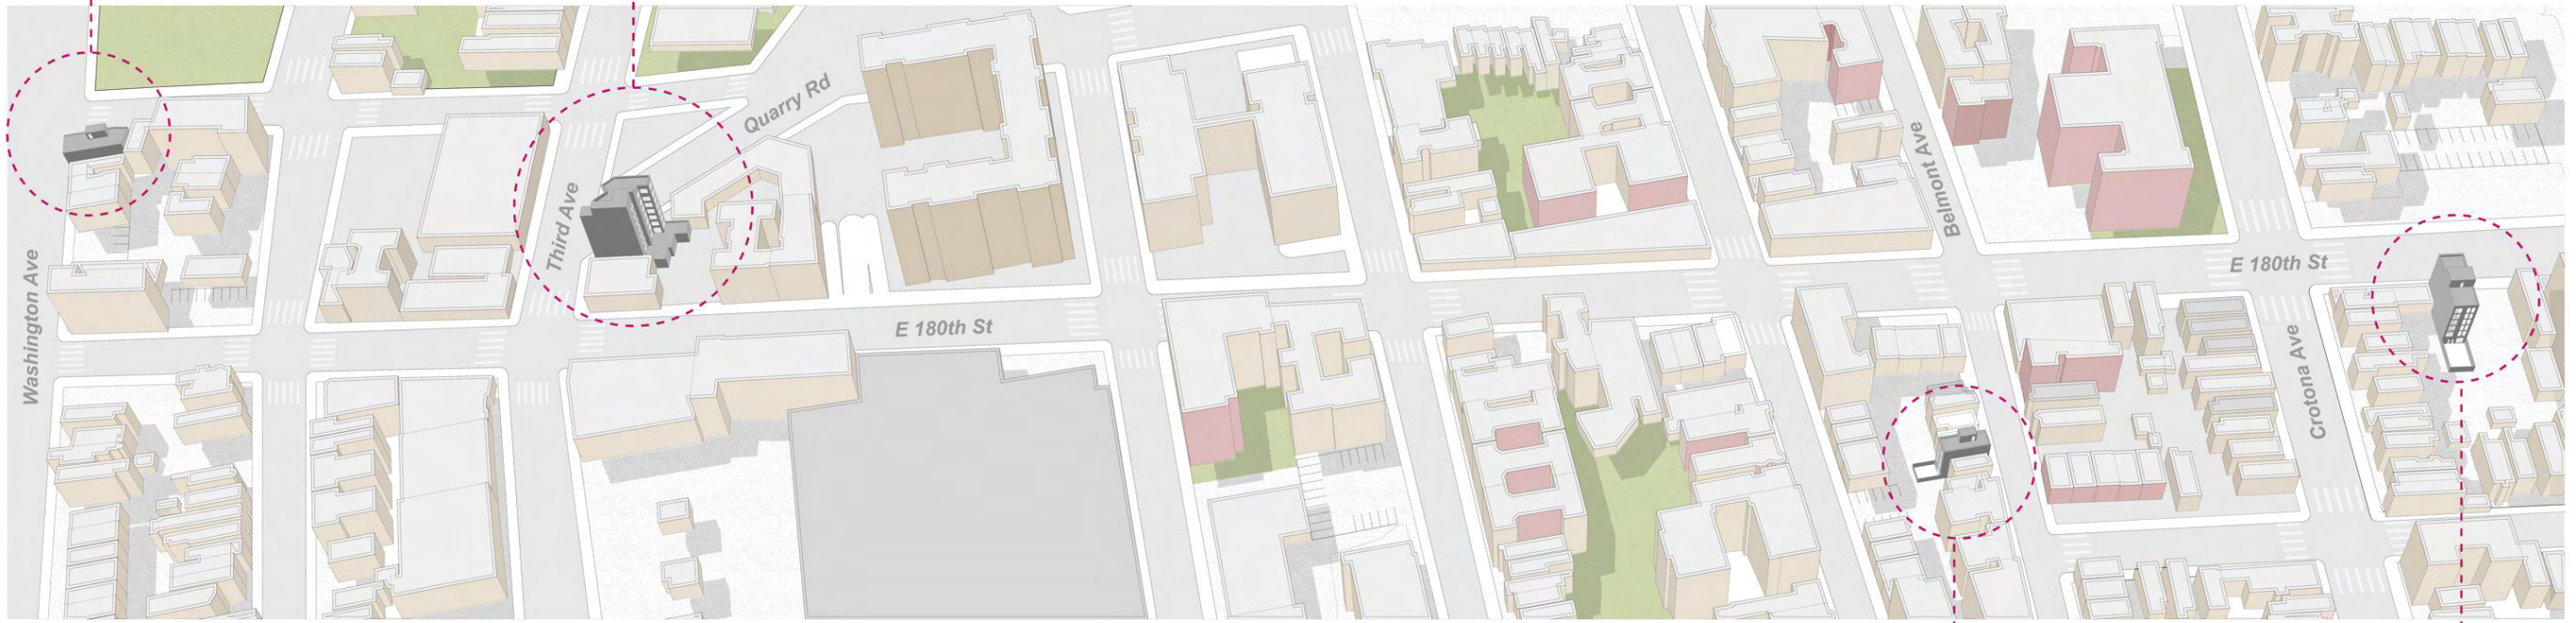 Quarry Rd
Belmont Ave
Third Ave
E 180th St
Washington Ave
E 180th St
Crotona Ave